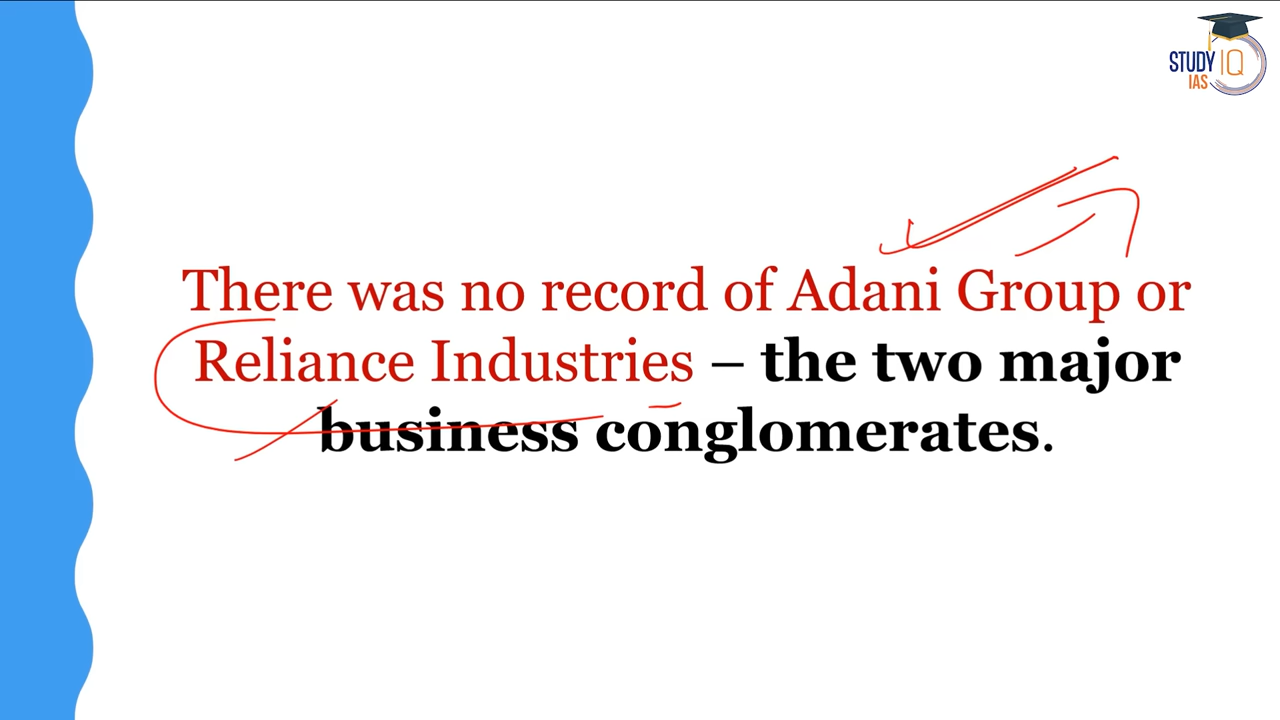 STUDY IQ
IAS
There was no record of Adani Group or
Reliance Industries – the two major
business conglomerates.